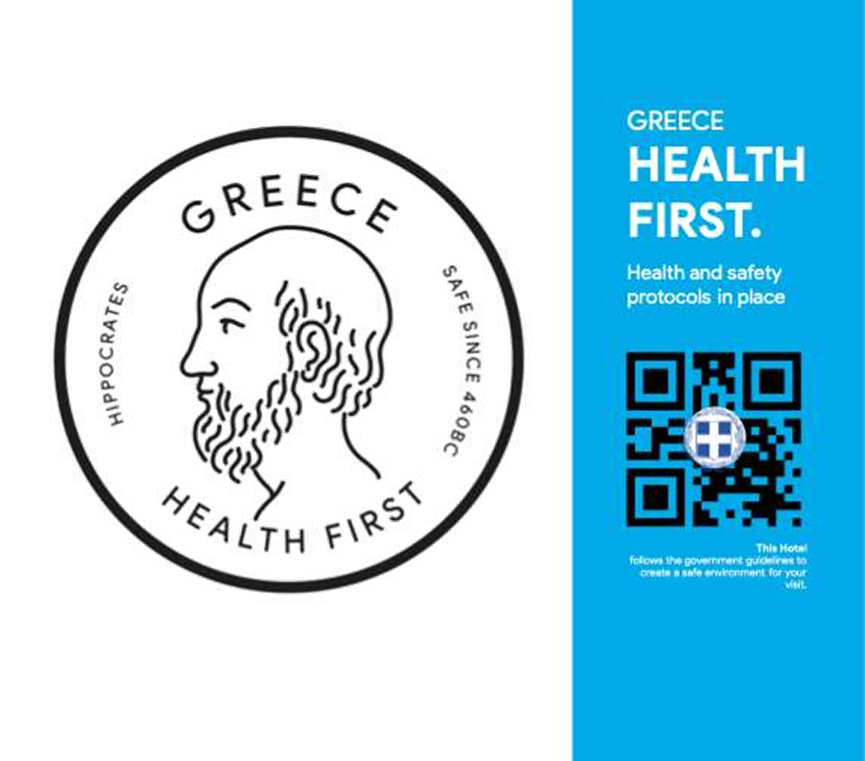 GREECE
HIPPOCRATES
SAFE SINCE 460BC
HEALTH FIRST
GREECE
HEALTH
FIRST.
Health and safety
protocols in place
This Hotel
follows the government guidelines to
create a safe environment for your
visit.